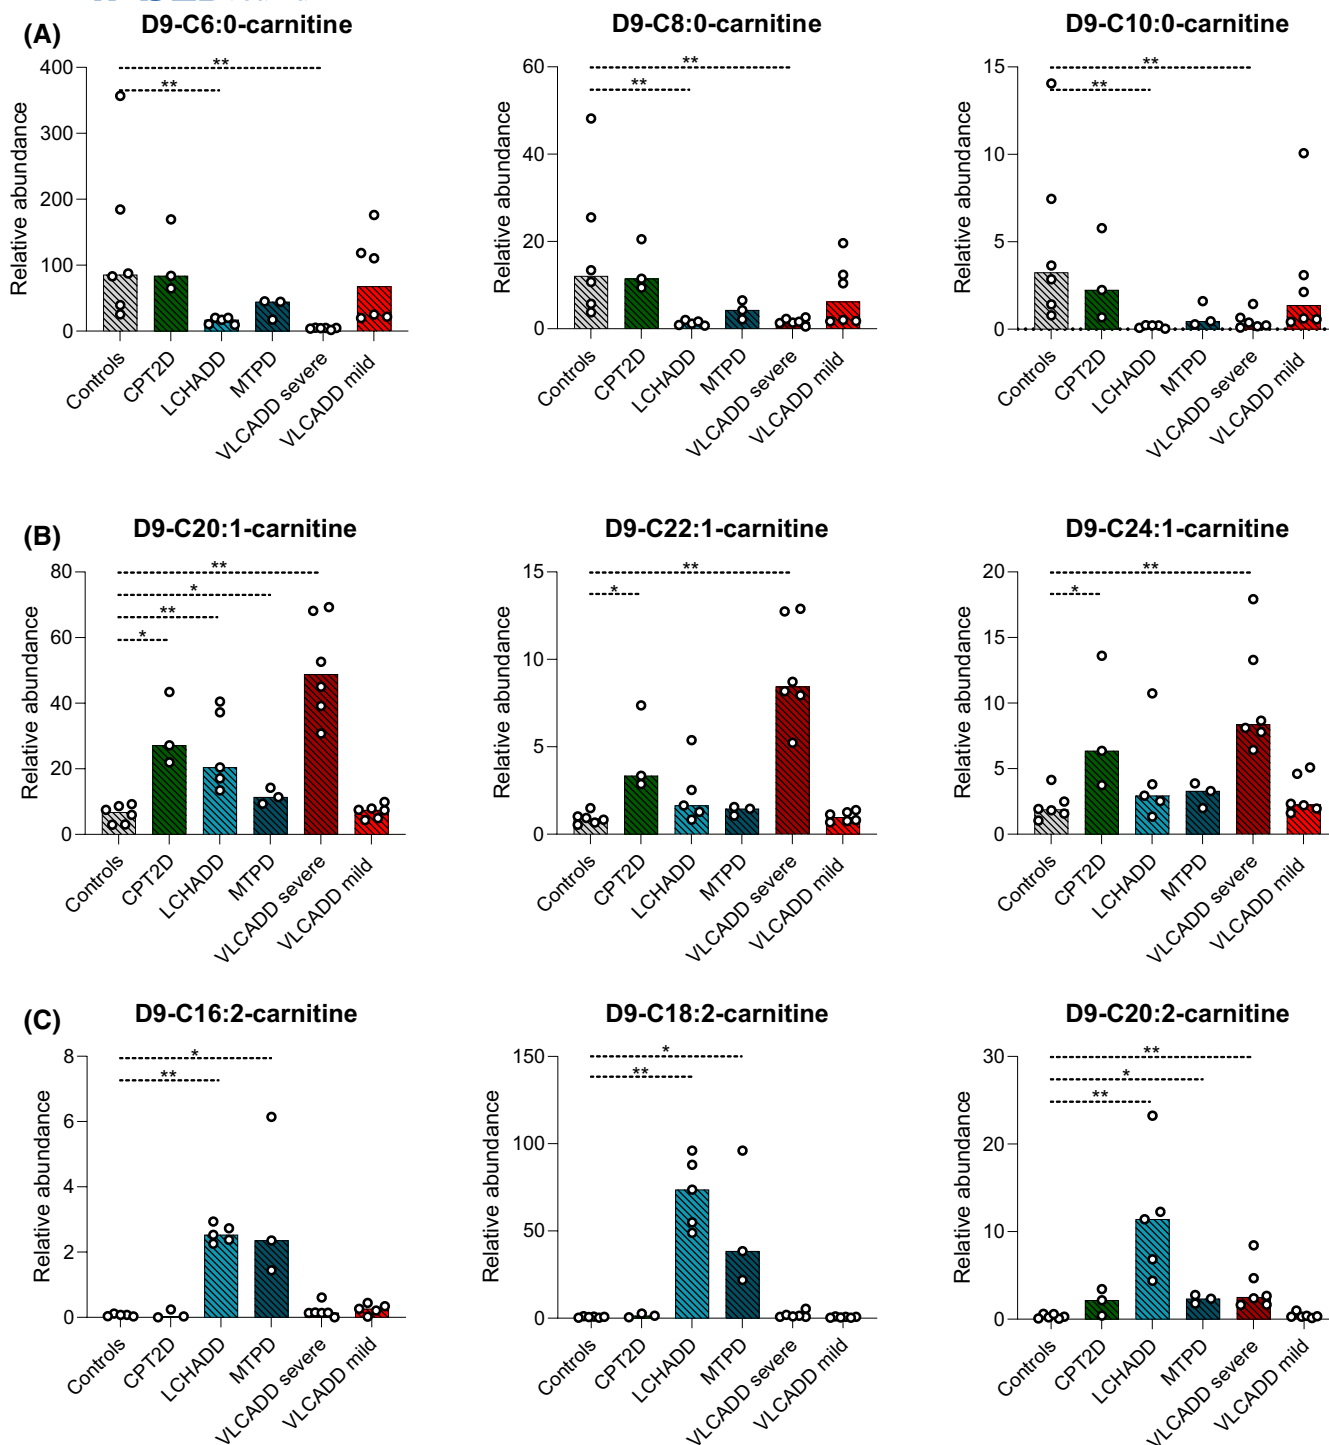 (A)
D9-C6:0-carnitine
D9-C8:0-carnitine
D9-C10:0-carnitine
Relative abundance
400
300
200
100
0
**
**
Controls
CPT2D
LCHADD
MTPD
VLCADD severe
VLCADD mild
Relative abundance
60
40
20
0
**
**
Controls
CPT2D
LCHADD
MTPD
VLCADD severe
VLCADD mild
Relative abundance
15
10
5
0
**
**
Controls
CPT2D
LCHADD
MTPD
VLCADD severe
VLCADD mild
(B)
D9-C20:1-carnitine
D9-C22:1-carnitine
D9-C24:1-carnitine
Relative abundance
80
60
40
20
0
**
*
**
*
Controls
CPT2D
LCHADD
MTPD
VLCADD severe
VLCADD mild
Relative abundance
15
10
5
0
**
*
Controls
CPT2D
LCHADD
MTPD
VLCADD severe
VLCADD mild
Relative abundance
20
15
10
5
0
**
*
Controls
CPT2D
LCHADD
MTPD
VLCADD severe
VLCADD mild
(C)
D9-C16:2-carnitine
D9-C18:2-carnitine
D9-C20:2-carnitine
Relative abundance
8
6
4
2
0
*
**
Controls
CPT2D
LCHADD
MTPD
VLCADD severe
VLCADD mild
Relative abundance
150
100
50
0
*
**
Controls
CPT2D
LCHADD
MTPD
VLCADD severe
VLCADD mild
Relative abundance
30
20
10
0
**
*
**
Controls
CPT2D
LCHADD
MTPD
VLCADD severe
VLCADD mild